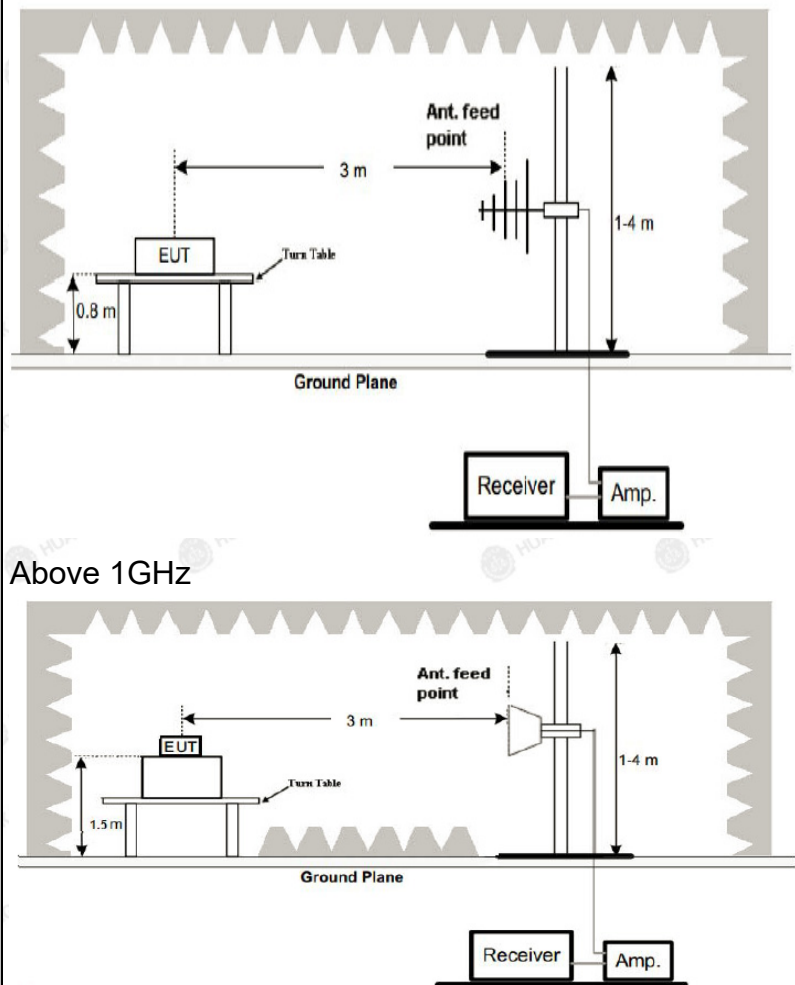 Ant. feed
point
3 m
1-4 m
EUT
Turn Table
0.8 m
Ground Plane
Receiver
Amp.
Above 1GHz
Ant. feed
point
3 m
1-4 m
EUT
Turn Table
1.5 m
Ground Plane
Receiver
Amp.